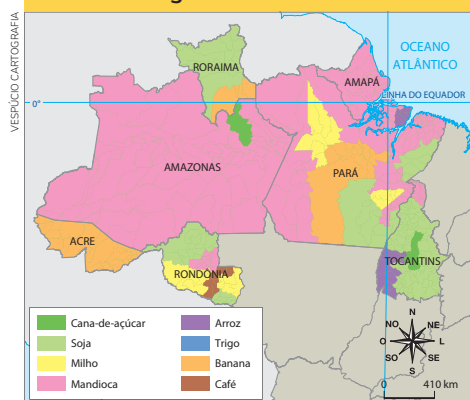 VESPÚCIO CARTOGRAFIA
RORAIMA
AMAPÁ
OCEANO
ATLÂNTICO
LINHA DO EQUADOR
0°
AMAZONAS
PARÁ
ACRE
RONDÔNIA
TOCANTINS
Cana-de-açúcar
Soja
Milho
Mandioca
Arroz
Trigo
Banana
Café
N
NO NE
O L
SO SE
S
0 410 km